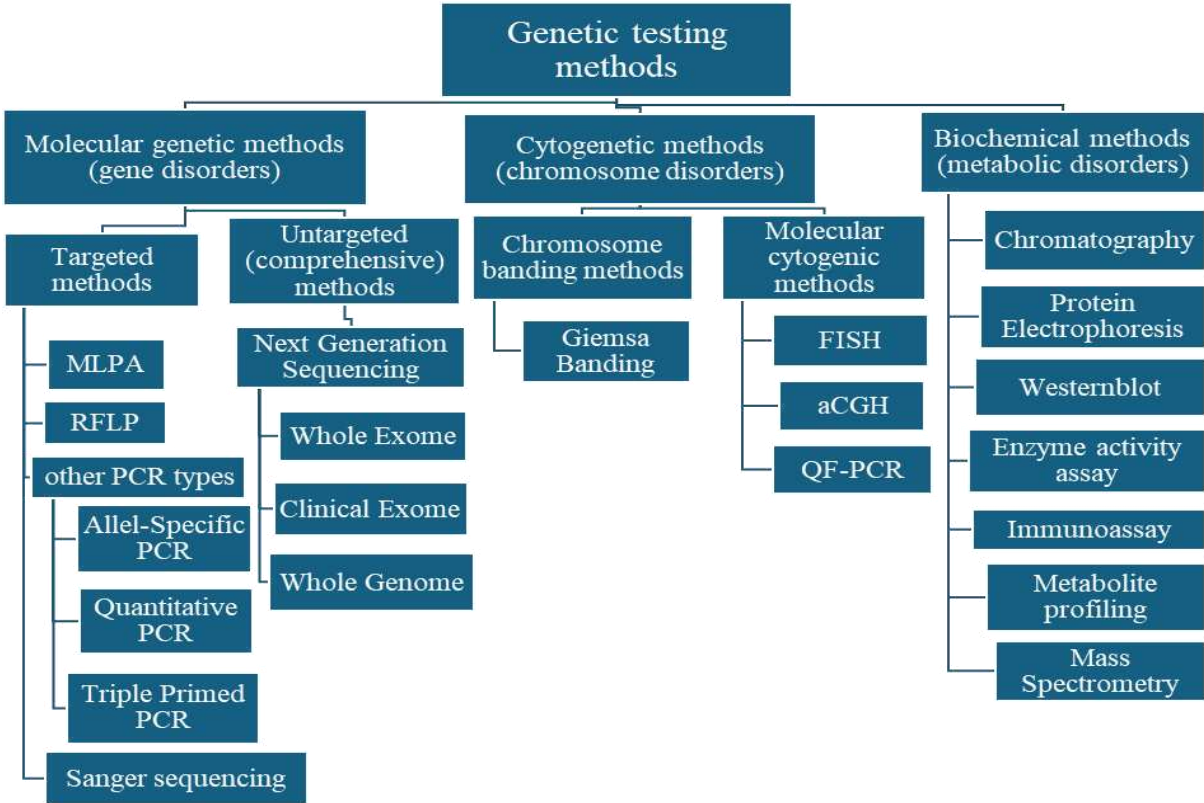 Genetic testing
methods
Molecular genetic methods
(gene disorders)
Targeted
methods
MLPA
RFLP
other PCR types
Allel-Specific
PCR
Quantitative
PCR
Triple Primed
PCR
Sanger sequencing
Untargeted
(comprehensive)
methods
Next Generation
Sequencing
Whole Exome
Clinical Exome
Whole Genome
Cytogenetic methods
(chromosome disorders)
Chromosome
banding methods
Giemsa
Banding
Molecular
cytogenic
methods
FISH
aCGH
QF-PCR
Biochemical methods
(metabolic disorders)
Chromatography
Protein
Electrophoresis
Westernblot
Enzyme activity
assay
Immunoassay
Metabolite
profiling
Mass
Spectrometry